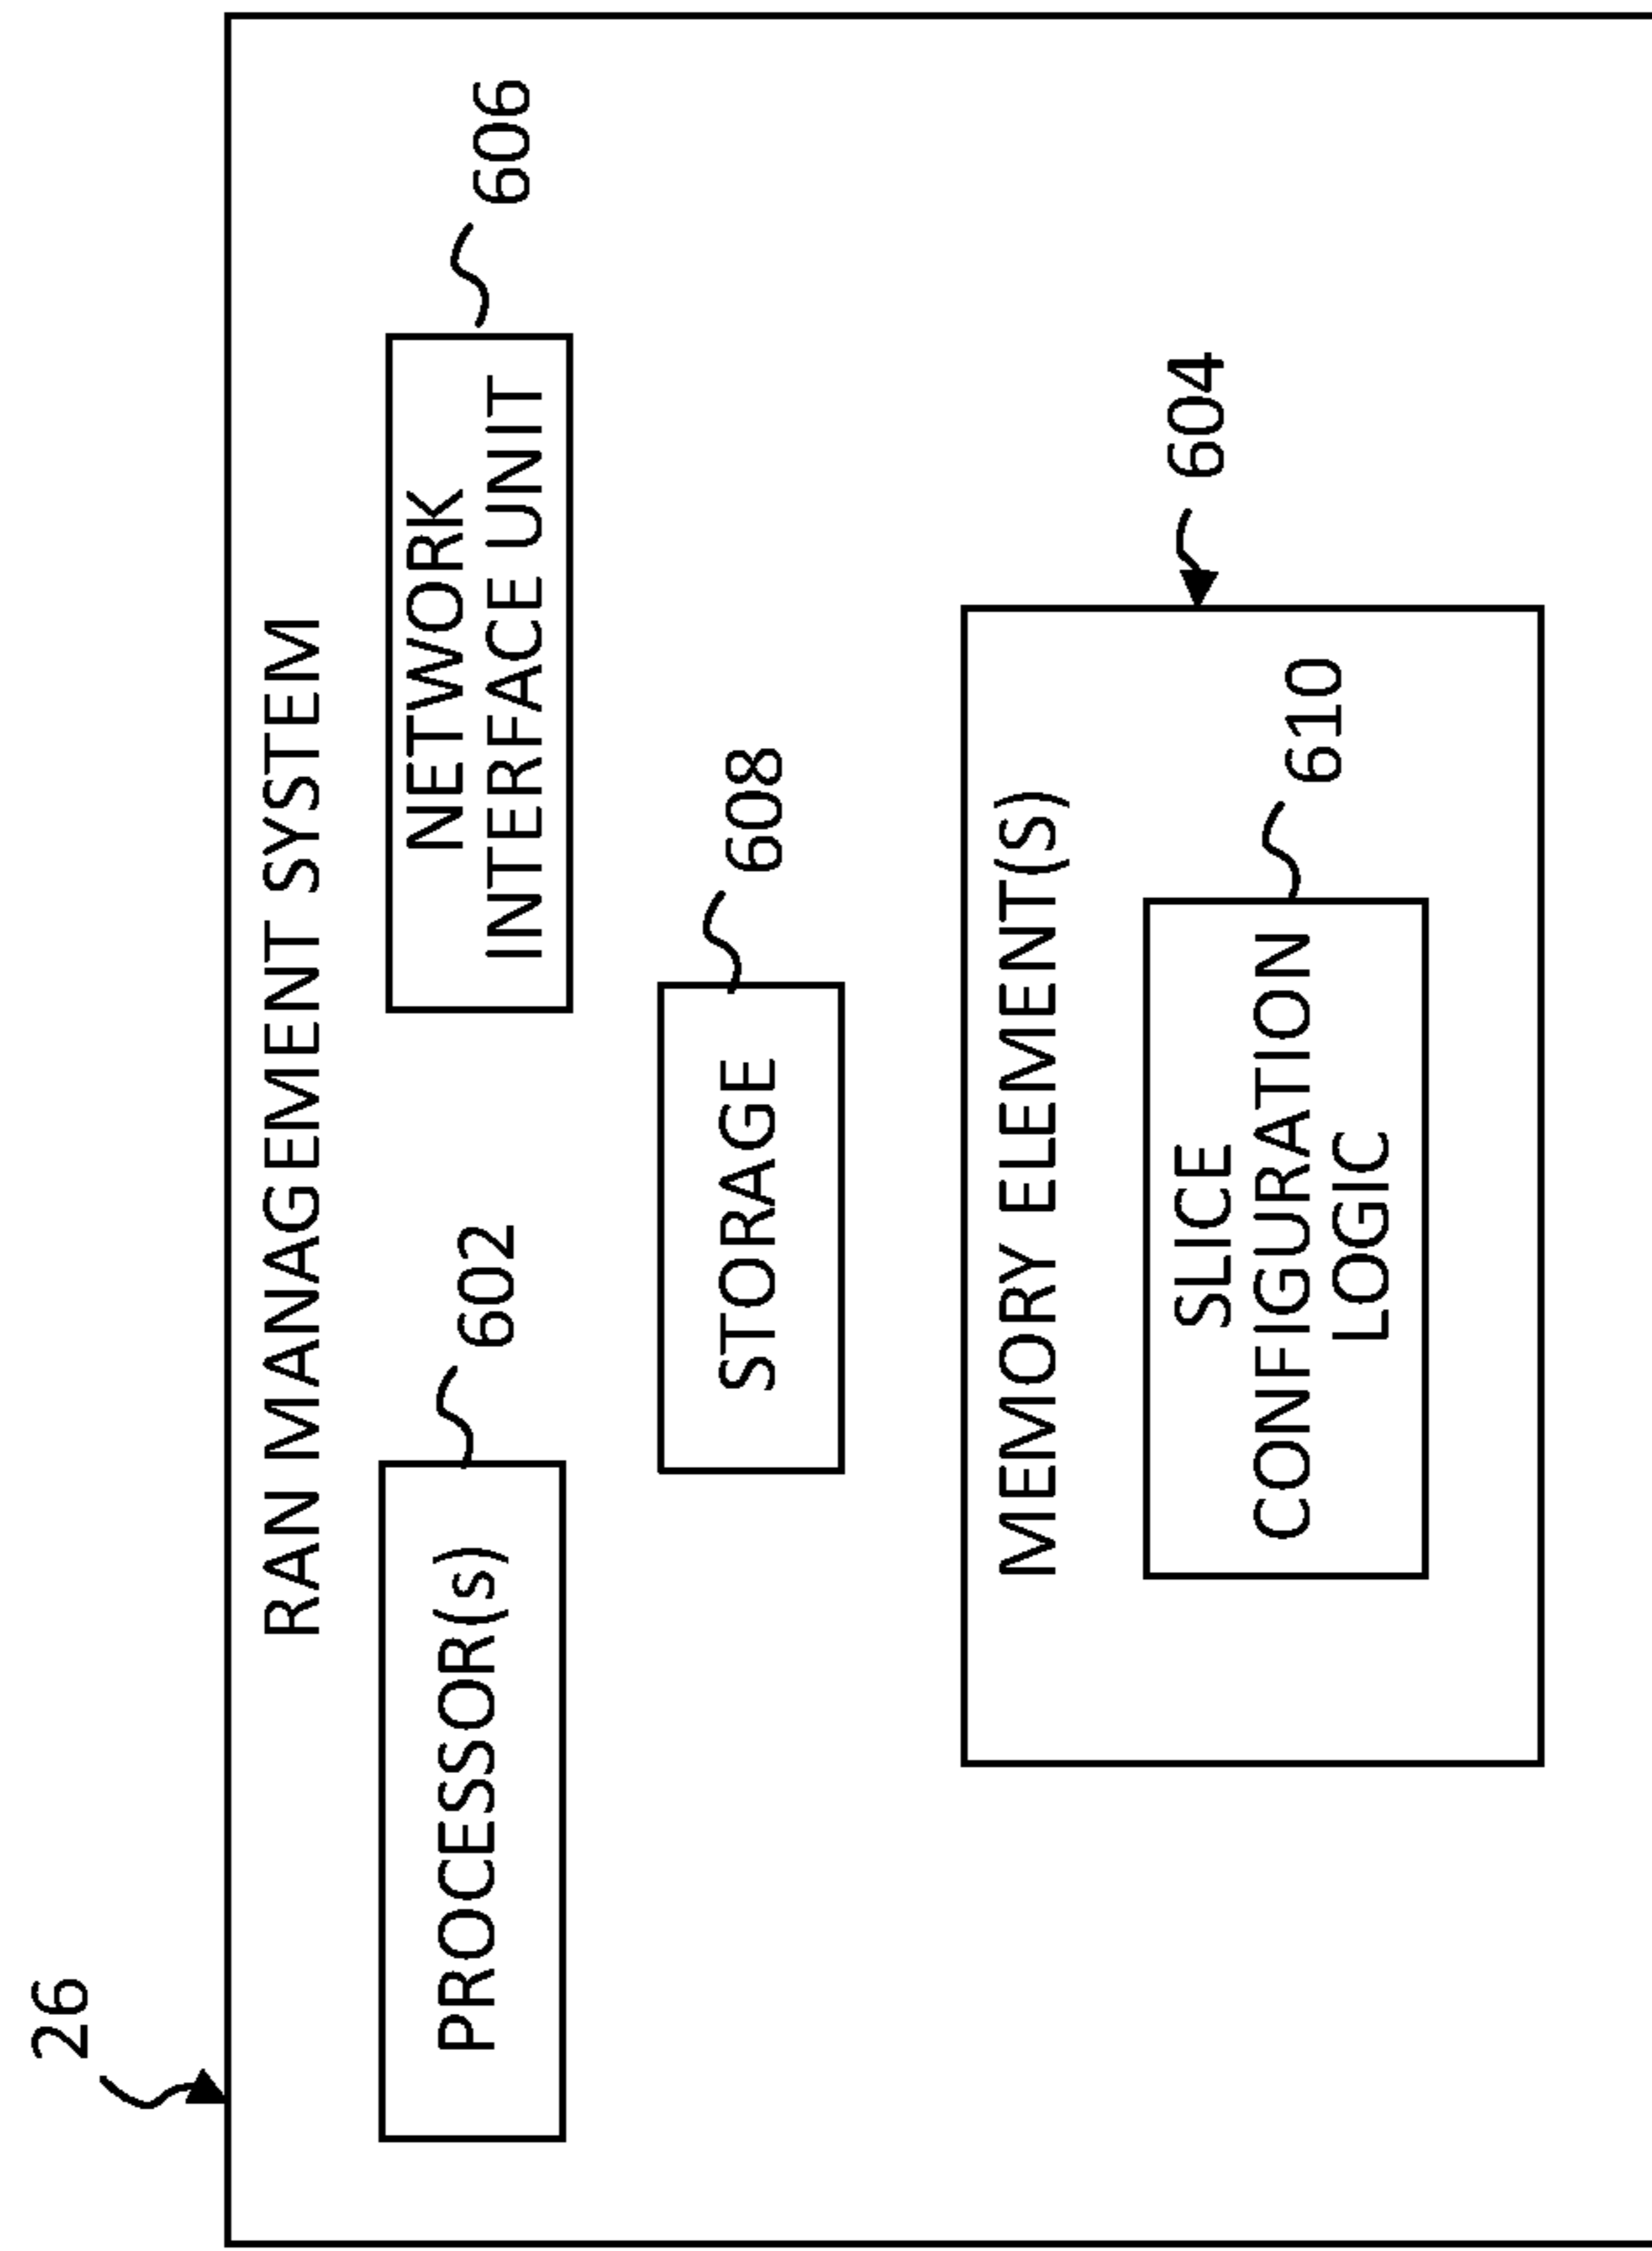 26
RAN MANAGEMENT SYSTEM
PROCESSOR(s)
602
NETWORK
INTERFACE UNIT
606
STORAGE
608
MEMORY ELEMENT(S)
604
SLICE
CONFIGURATION
LOGIC
610